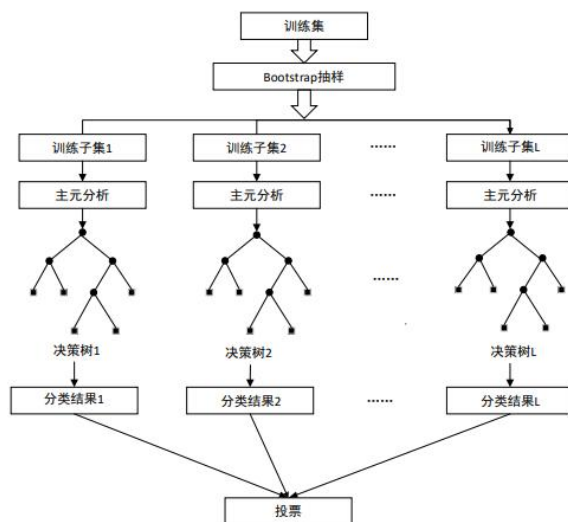 训练集
Bootstrap抽样
训练子集1 训练子集2 …… 训练子集L
主元分析 主元分析 …… 主元分析
……
决策树1 决策树2 决策树L
分类结果1 分类结果2 …… 分类结果L
投票